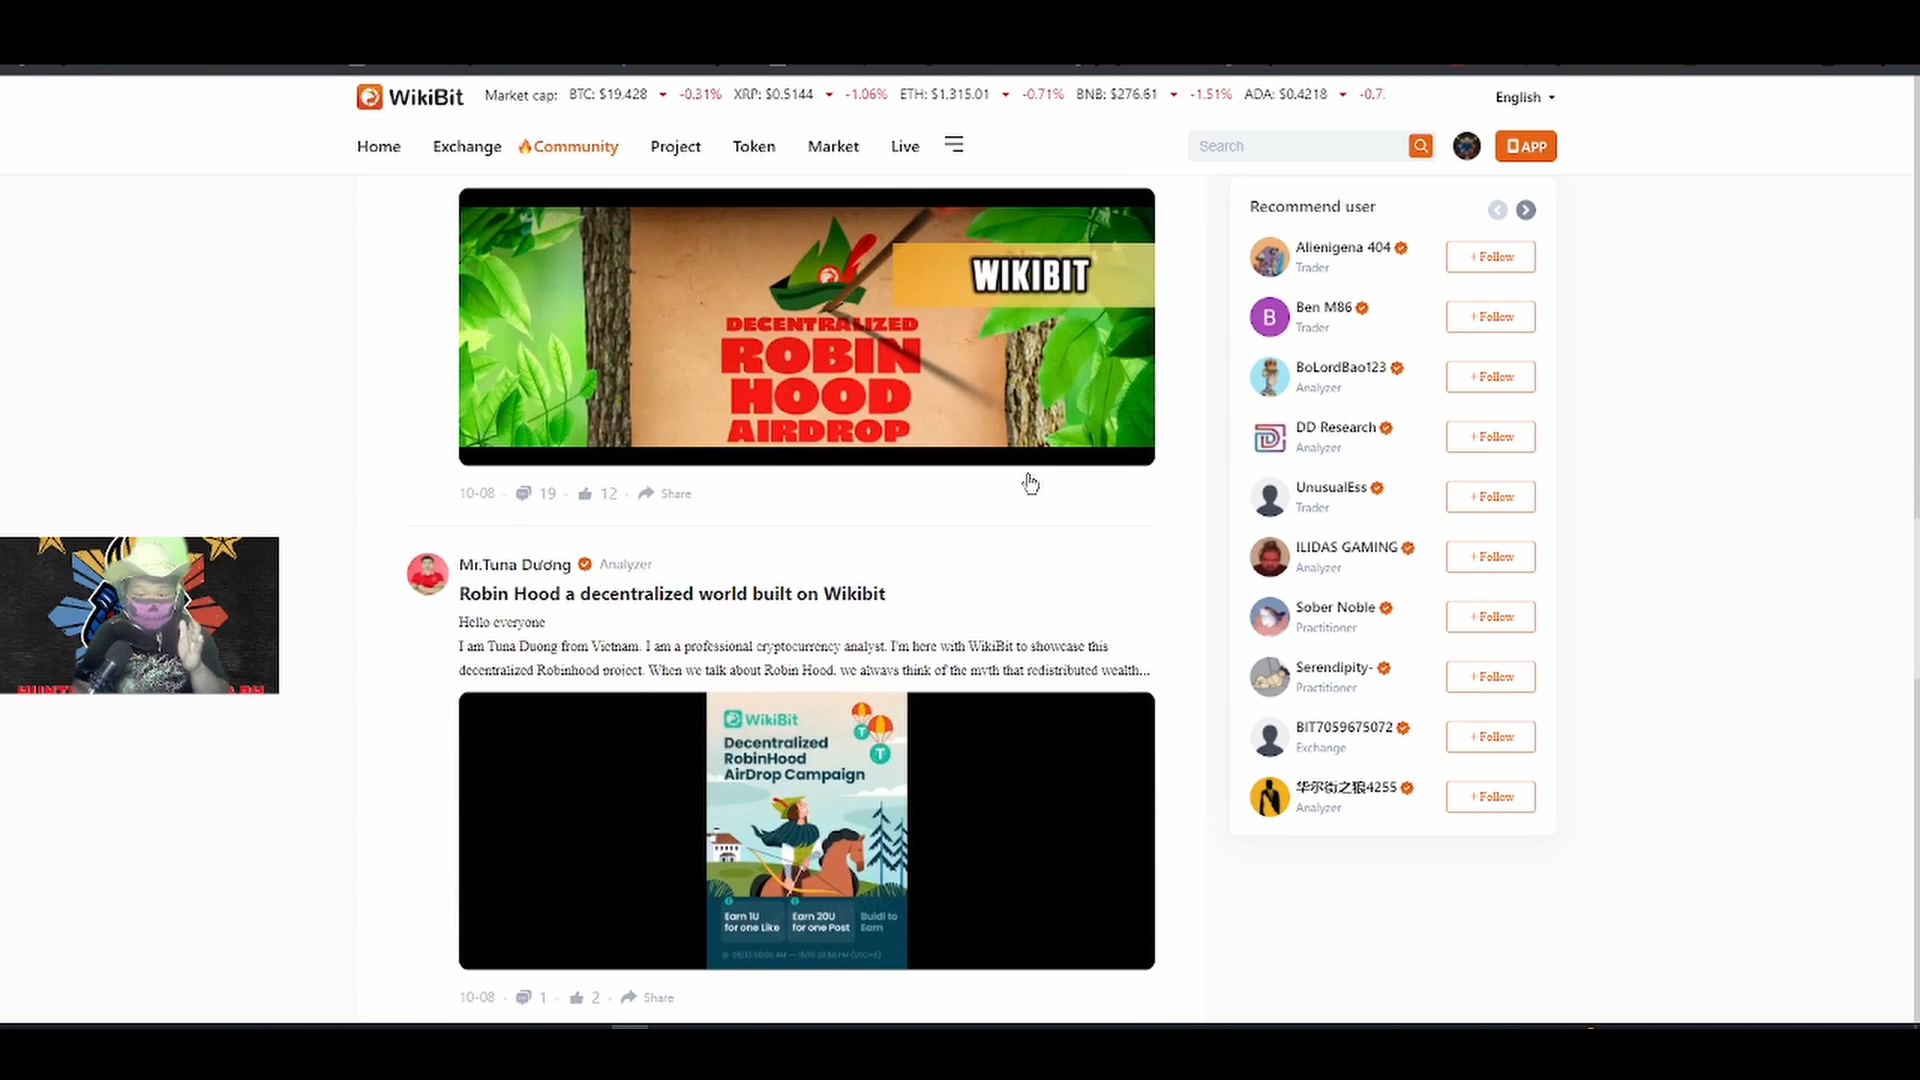 WikiBit
Market cap: BTC: $19,428 -0.31% XRP: $0.5144 -1.06% ETH: $1,315.01 -0.71% BNB: $276.61 -1.51% ADA: $0.4218 -0.7
English
Home Exchange Community Project Token Market Live
Search
APP
WIKIBIT
DECENTRALIZED
ROBIN
HOOD
AIRDROP
10-08 19 12 Share
Mr.Tuna Dương Analyzer
Robin Hood a decentralized world built on Wikibit
Hello everyone
I am Tuna Duong from Vietnam. I am a professional cryptocurrency analyst. I'm here with WikiBit to showcase this
decentralized Robinhood project. When we talk about Robin Hood, we always think of the myth that redistributed wealth...
WikiBit
Decentralized
RobinHood
AirDrop Campaign
Earn 1U
for one Like
Earn 20U
for one Post
Buidl to
Earn
10-08 1 2 Share
Recommend user
Alienigena 404
Trader
+Follow
B
Ben M86
Trader
+Follow
BoLordBao123
Analyzer
+Follow
DD Research
Analyzer
+Follow
UnusualEss
Trader
+Follow
ILIDAS GAMING
Analyzer
+Follow
Sober Noble
Practitioner
+Follow
Serendipity-
Practitioner
+Follow
BIT7059675072
Exchange
+Follow
华尔街之狼4255
Analyzer
+Follow